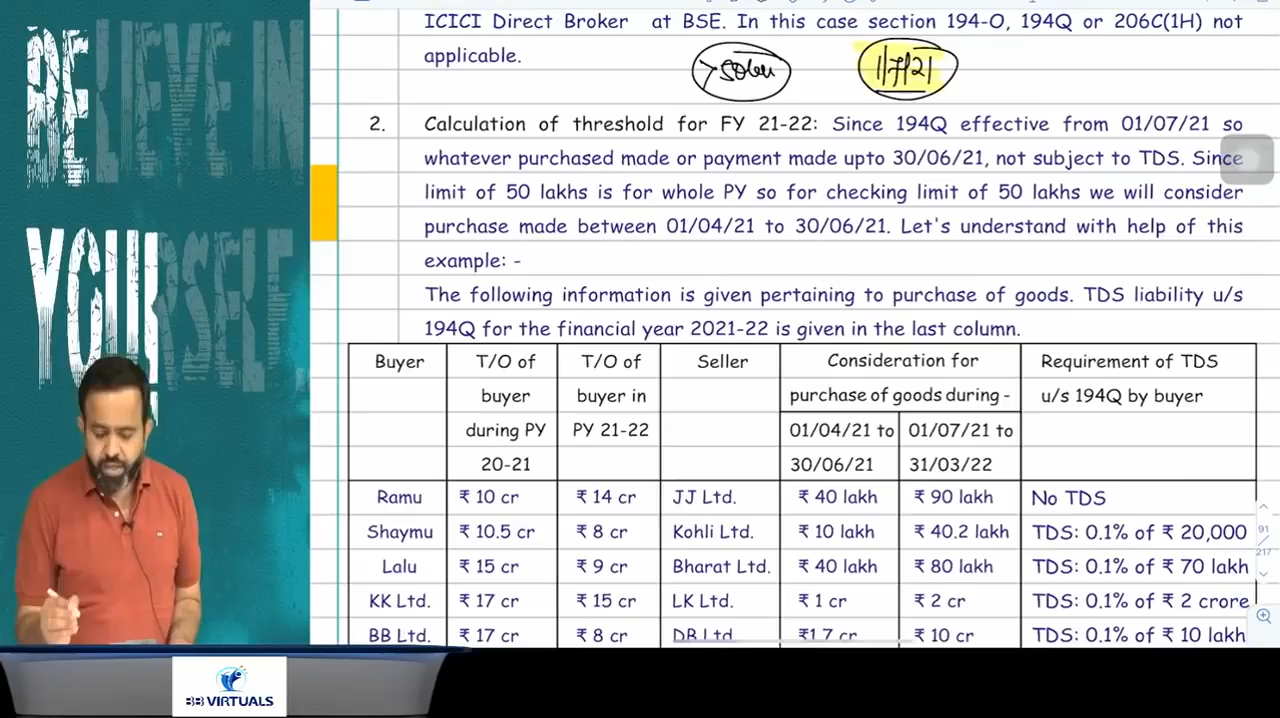 BELIEVE IN
YOURSELF.
ICICI Direct Broker at BSE. In this case section 194-O, 194Q or 206C(1H) not
applicable.
1/7/21
2. Calculation of threshold for FY 21-22: Since 194Q effective from 01/07/21 so
whatever purchased made or payment made upto 30/06/21, not subject to TDS. Since
limit of 50 lakhs is for whole PY so for checking limit of 50 lakhs we will consider
purchase made between 01/04/21 to 30/06/21. Let's understand with help of this
example: -
The following information is given pertaining to purchase of goods. TDS liability u/s
194Q for the financial year 2021-22 is given in the last column.
Buyer T/O of T/O of Seller Consideration for Requirement of TDS
buyer buyer in purchase of goods during - u/s 194Q by buyer
during PY PY 21-22 01/04/21 to 01/07/21 to
20-21 30/06/21 31/03/22
Ramu ₹ 10 cr ₹ 14 cr JJ Ltd. ₹ 40 lakh ₹ 90 lakh No TDS
Shaymu ₹ 10.5 cr ₹ 8 cr Kohli Ltd. ₹ 10 lakh ₹ 40.2 lakh TDS: 0.1% of ₹ 20,000
Lalu ₹ 15 cr ₹ 9 cr Bharat Ltd. ₹ 40 lakh ₹ 80 lakh TDS: 0.1% of ₹ 70 lakh
KK Ltd. ₹ 17 cr ₹ 15 cr LK Ltd. ₹ 1 cr ₹ 2 cr TDS: 0.1% of ₹ 2 crore
BB Ltd. ₹ 17 cr ₹ 8 cr DB Ltd. ₹1.7 cr ₹ 10 cr TDS: 0.1% of ₹ 10 lakh
91
217
BB VIRTUALS